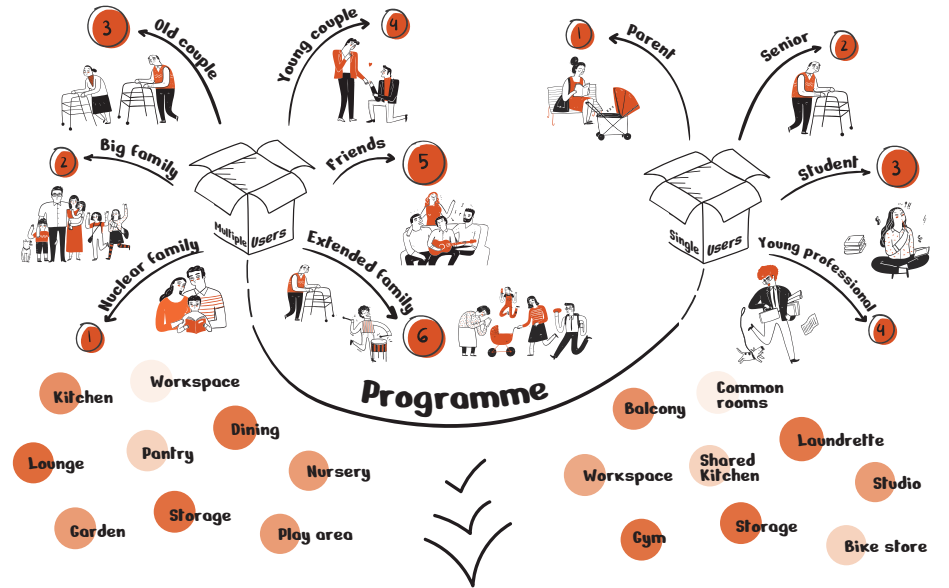 3
Old couple
Young couple
4
2
Big family
Friends
5
Multiple Users
Nuclear family
1
Extended family
6
1
Parent
Senior
2
Student
3
Single Users
Young professional
4
Programme
Kitchen
Workspace
Dining
Lounge
Pantry
Nursery
Garden
Storage
Play area
Balcony
Common
rooms
Laundrette
Workspace
Shared
Kitchen
Studio
Gym
Storage
Bike store